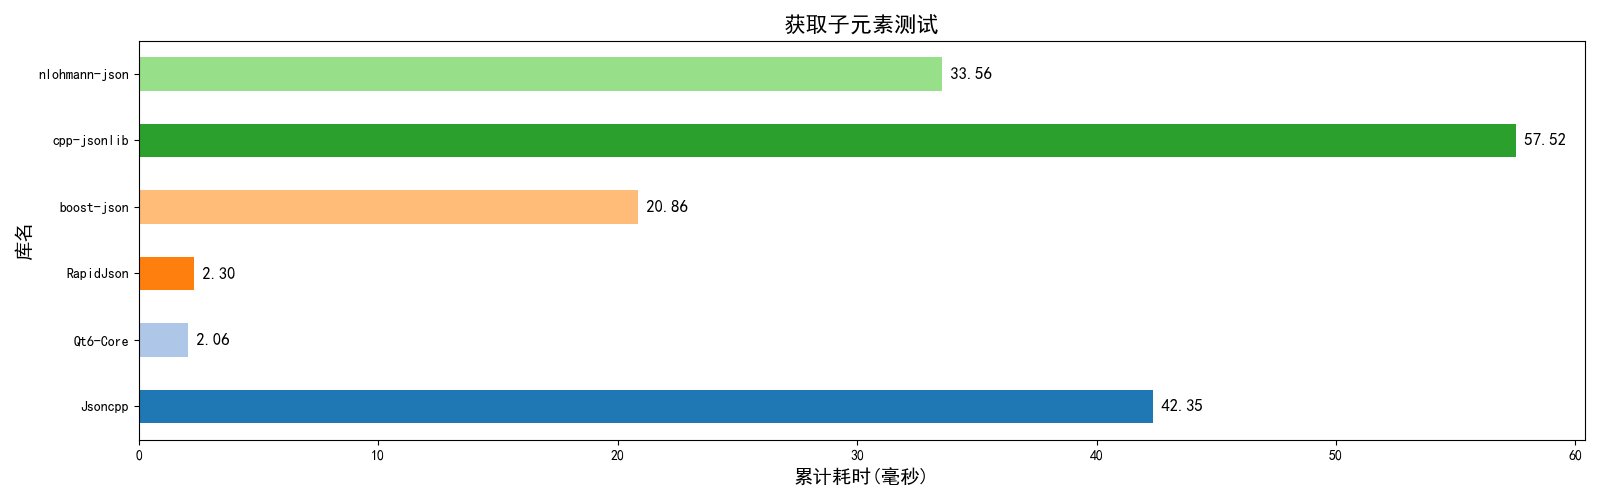 获取子元素测试
库名
nlohmann-json
33.56
cpp-jsonlib
57.52
boost-json
20.86
RapidJson
2.30
Qt6-Core
2.06
Jsoncpp
42.35
0 10 20 30 40 50 60
累计耗时(毫秒)